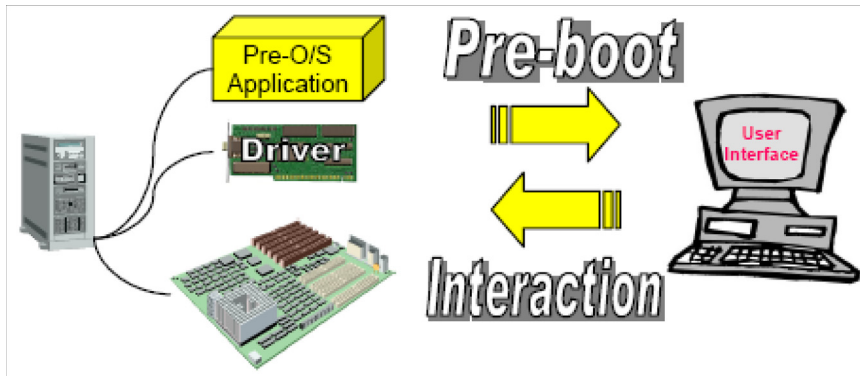 Pre-O/S
Application
Driver
Pre-boot
Interaction
User
Interface